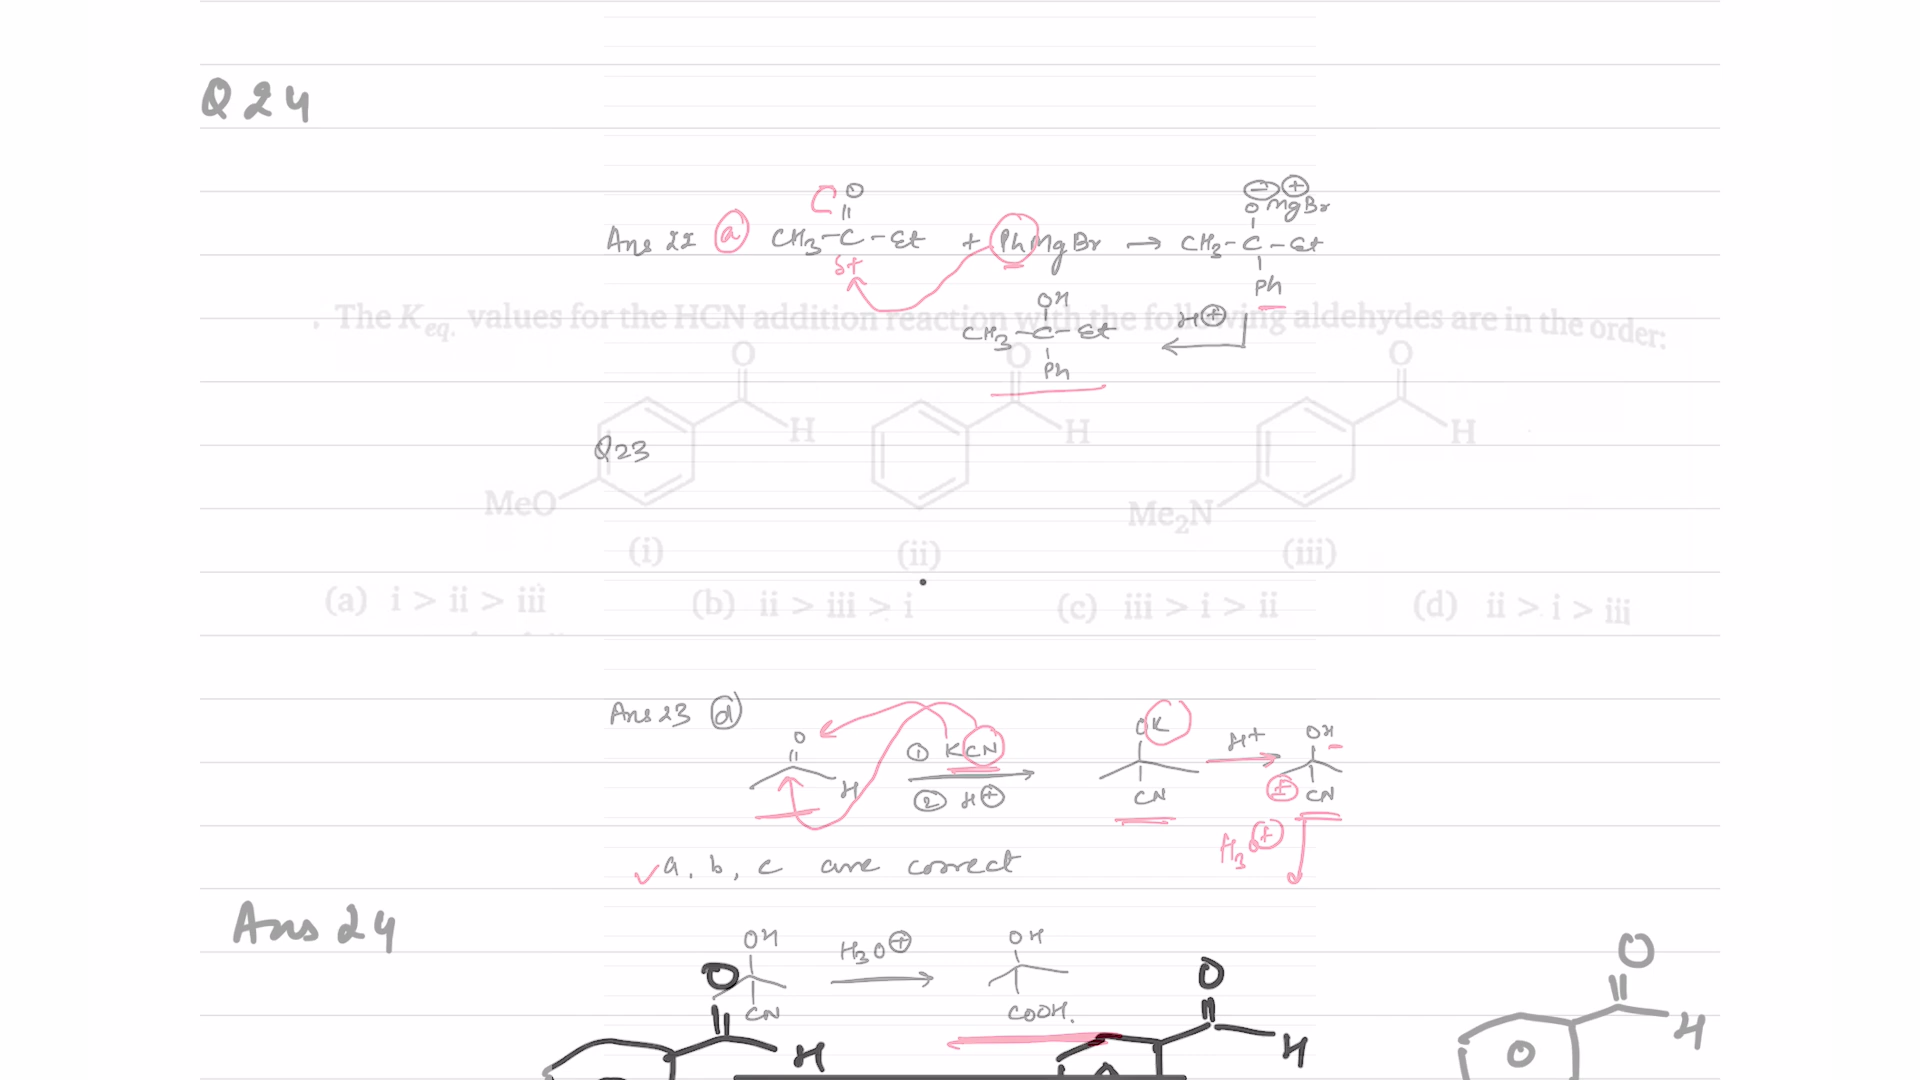 Q 24
O
⊖ ⊕
O MgBr
Ans 22 (a) CH3-C-Et + PhMgBr → CH3-C-Et
δ+
Ph
OH
. The Keq. values for the HCN addition reaction with the following aldehydes are in the order:
H⊕
CH3-C-Et
Ph
O O O
H H H
Q23
MeO Me2N
(i) (ii) (iii)
(a) i > ii > iii (b) ii > iii > i (c) iii > i > ii (d) ii > i > iii
Ans 23 (d)
O ① KCN OK H+ OH
H ② H⊕ CN CN
H3O⊕
✓ a, b, c are correct
Ans 24
OH H3O⊕ OH
CN COOH.
O O O
H H H